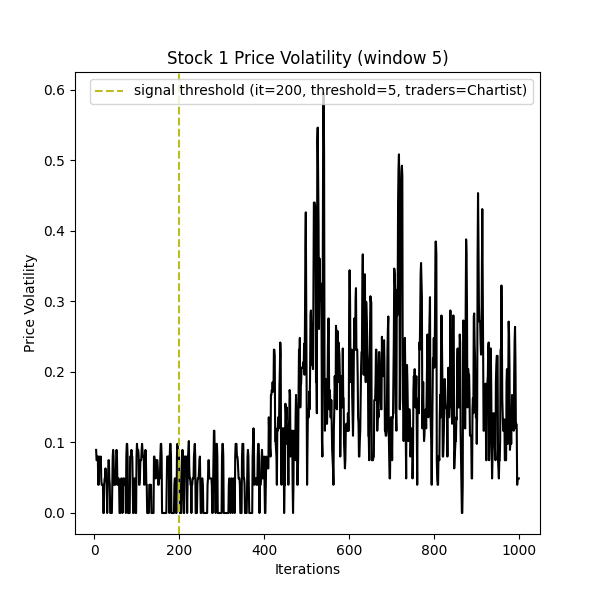 Stock 1 Price Volatility (window 5)
signal threshold (it=200, threshold=5, traders=Chartist)
0.6
0.5
0.4
0.3
0.2
0.1
0.0
Price Volatility
0 200 400 600 800 1000
Iterations